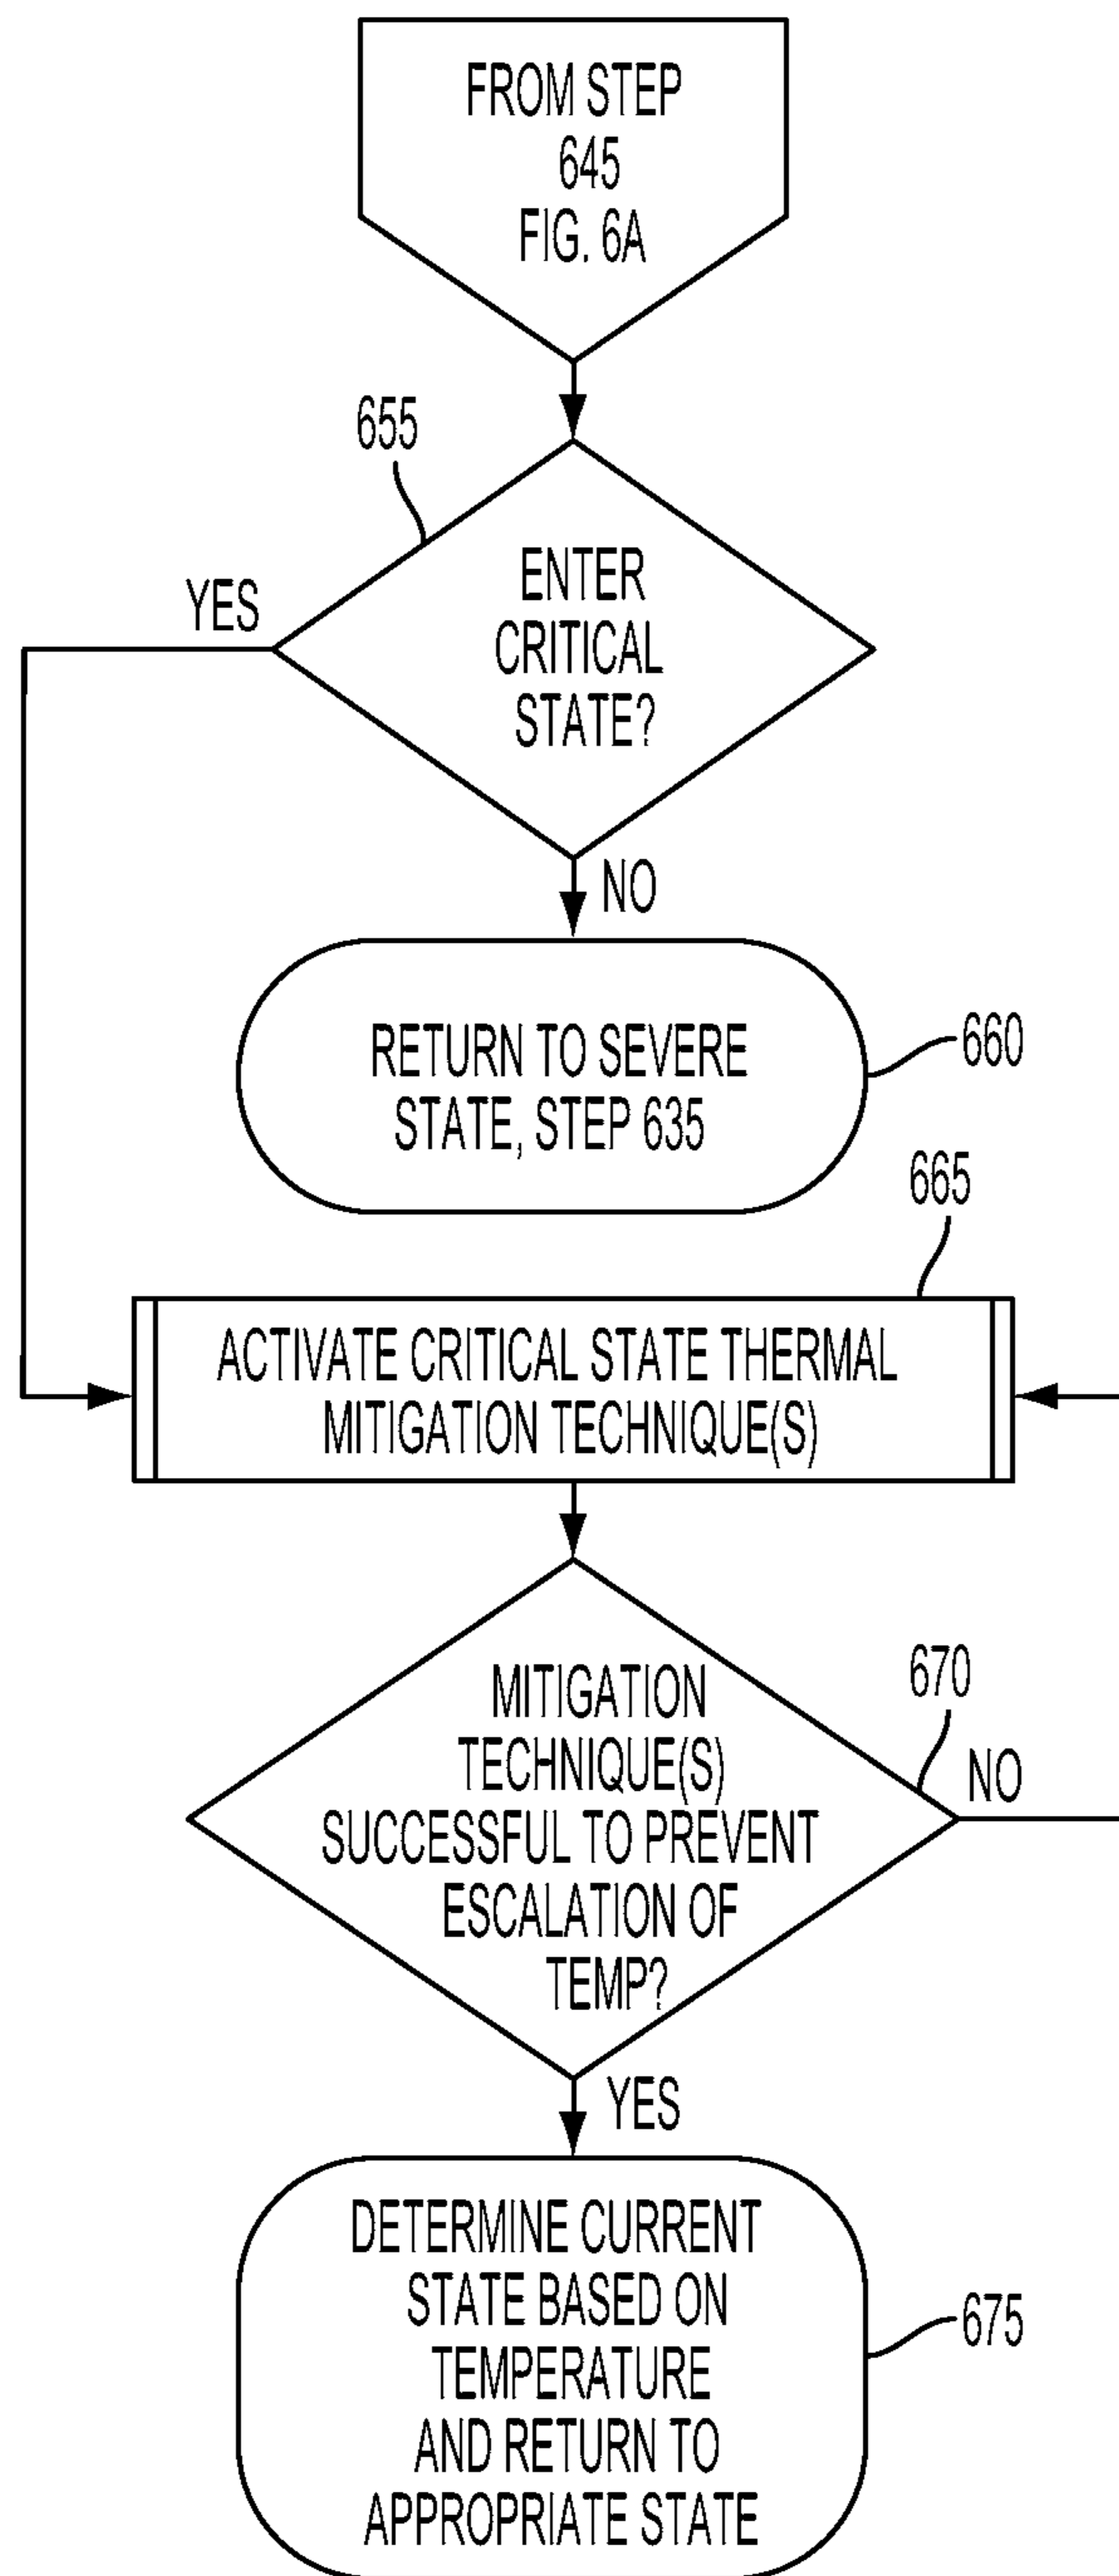 FROM STEP
645
FIG. 6A
655
YES
ENTER
CRITICAL
STATE?
NO
RETURN TO SEVERE
STATE, STEP 635
660
665
ACTIVATE CRITICAL STATE THERMAL
MITIGATION TECHNIQUE(S)
670
NO
MITIGATION
TECHNIQUE(S)
SUCCESSFUL TO PREVENT
ESCALATION OF
TEMP?
YES
DETERMINE CURRENT
STATE BASED ON
TEMPERATURE
AND RETURN TO
APPROPRIATE STATE
675